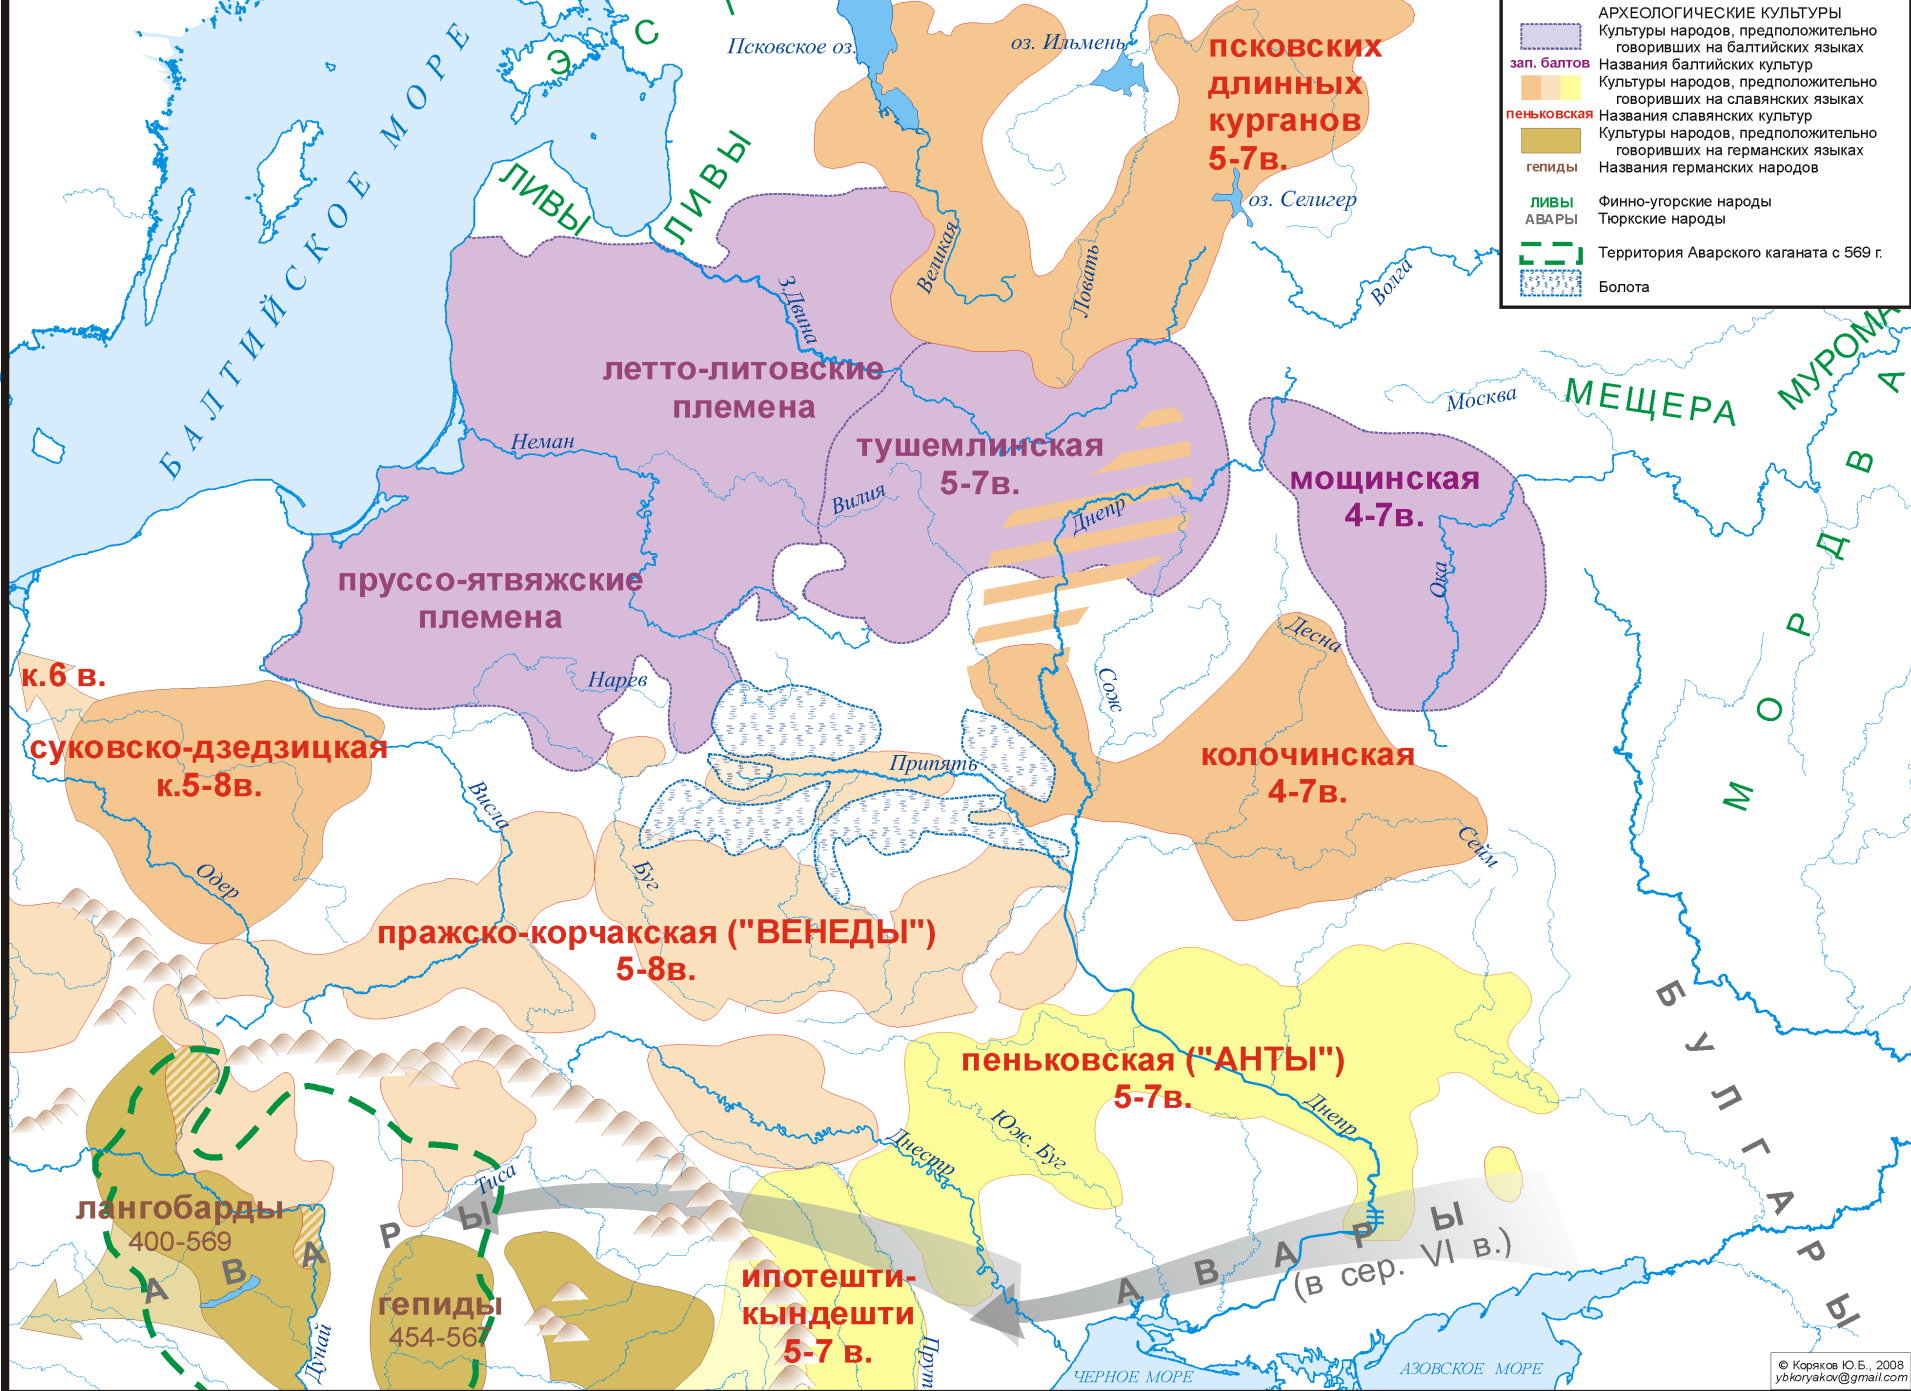 АРХЕОЛОГИЧЕСКИЕ КУЛЬТУРЫ
Культуры народов, предположительно
говоривших на балтийских языках
зап. балтов Названия балтийских культур
Культуры народов, предположительно
говоривших на славянских языках
пеньковская Названия славянских культур
Культуры народов, предположительно
говоривших на германских языках
гепиды Названия германских народов
ЛИВЫ Финно-угорские народы
АВАРЫ Тюркские народы
Территория Аварского каганата с 569 г.
Болота
БАЛТИЙСКОЕ МОРЕ
Э С Т
Псковское оз.
оз. Ильмень
псковских
длинных
курганов
5-7в.
оз. Селигер
ЛИВЫ
ЛИВЫ
Великая
Ловать
Волга
З.Двина
МУРОМА
МЕЩЕРА
МОРДВА
Москва
летто-литовские
племена
Неман
тушемлинская
5-7в.
Вилия
Днепр
мощинская
4-7в.
Ока
пруссо-ятвяжские
племена
Десна
Нарев
Сож
к.6 в.
суковско-дзедзицкая
к.5-8в.
Висла
Припять
колочинская
4-7в.
Сейм
Одер
Буг
пражско-корчакская ("ВЕНЕДЫ")
5-8в.
БУЛГАРЫ
пеньковская ("АНТЫ")
5-7в.
Днепр
Юж. Буг
Днестр
Тиса
лангобарды
400-569
АВАРЫ
АВАРЫ
(в сер. VI в.)
гепиды
454-567
ипотешти-
кындешти
5-7 в.
Дунай
Прут
ЧЕРНОЕ МОРЕ
АЗОВСКОЕ МОРЕ
© Коряков Ю.Б., 2008
ybkoryakov@gmail.com